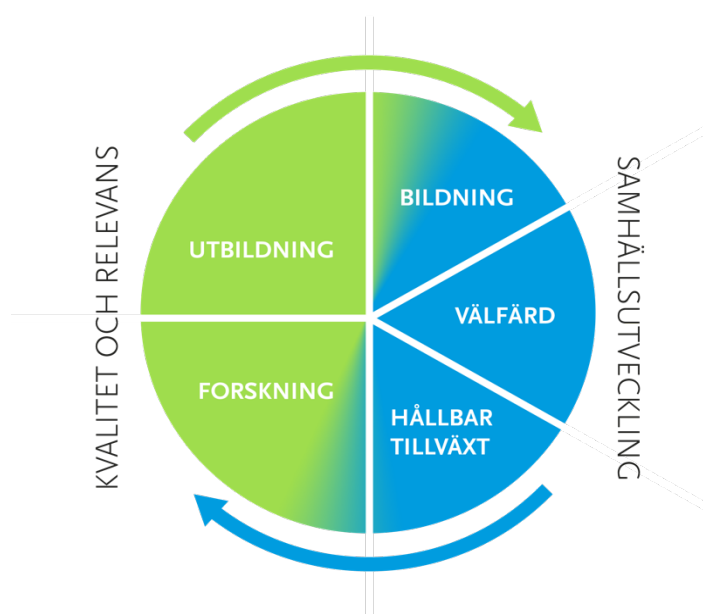 KVALITET OCH RELEVANS
UTBILDNING
FORSKNING
BILDNING
VÄLFÄRD
HÅLLBAR
TILLVÄXT
SAMHÄLLSUTVECKLING